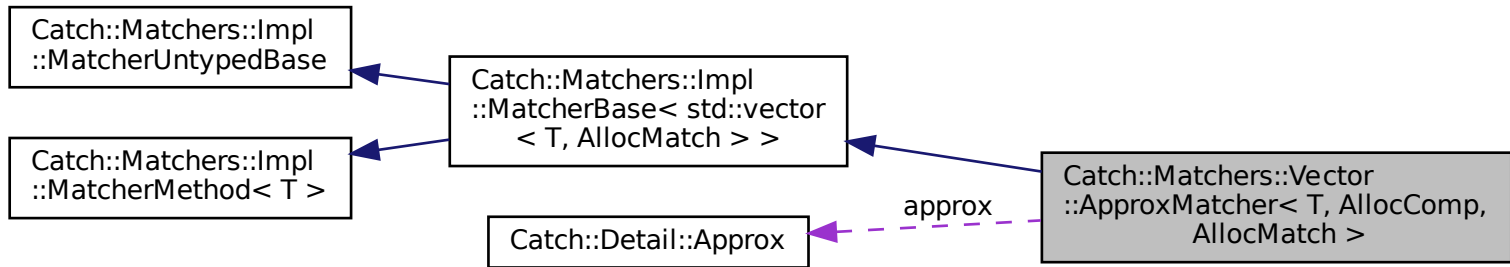 Catch::Matchers::Impl
::MatcherUntypedBase
Catch::Matchers::Impl
::MatcherMethod< T >
Catch::Matchers::Impl
::MatcherBase< std::vector
< T, AllocMatch > >
approx
Catch::Detail::Approx
Catch::Matchers::Vector
::ApproxMatcher< T, AllocComp,
AllocMatch >